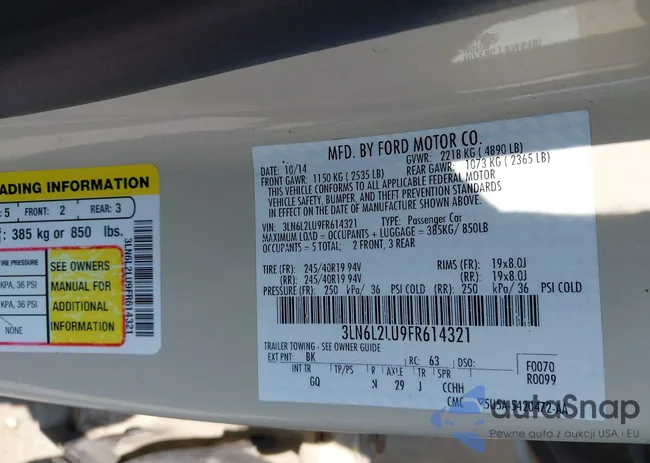 MFD. BY FORD MOTOR CO.
DATE: 10/14 GVWR: 2218 KG (4890 LB)
FRONT GAWR: 1150 KG (2535 LB) REAR GAWR: 1073 KG (2365 LB)
THIS VEHICLE CONFORMS TO ALL APPLICABLE FEDERAL MOTOR
VEHICLE SAFETY, BUMPER, AND THEFT PREVENTION STANDARDS
IN EFFECT ON THE DATE OF MANUFACTURE SHOWN ABOVE.
VIN: 3LN6L2LU9FR614321 TYPE: Passenger Car
MAXIMUM LOAD = OCCUPANTS + LUGGAGE = 385KG/ 850LB
OCCUPANTS = 5 TOTAL; 2 FRONT, 3 REAR
TIRE (FR): 245/40R19 94V RIMS (FR): 19x8.0J
(RR): 245/40R19 94V (RR): 19x8.0J
PRESSURE (FR): 250 kPa/ 36 PSI COLD (RR): 250 kPa/ 36 PSI COLD
3LN6L2LU9FR614321
TRAILER TOWING - SEE OWNER GUIDE
EXT PNT: BK RC: 63 DSO: F0070
INT TR TP/PS R AXLE TR SPR R0099
GQ N 29 J CCHH
CMC
ADING INFORMATION
: 5 FRONT: 2 REAR: 3
: 385 kg or 850 lbs.
TIRE PRESSURE
KPA, 36 PSI
KPA, 36 PSI
NONE
SEE OWNERS
MANUAL FOR
ADDITIONAL
INFORMATION
3LN6L2LU9FR614321
autoSnap
Pewne auta z aukcji USA i EU